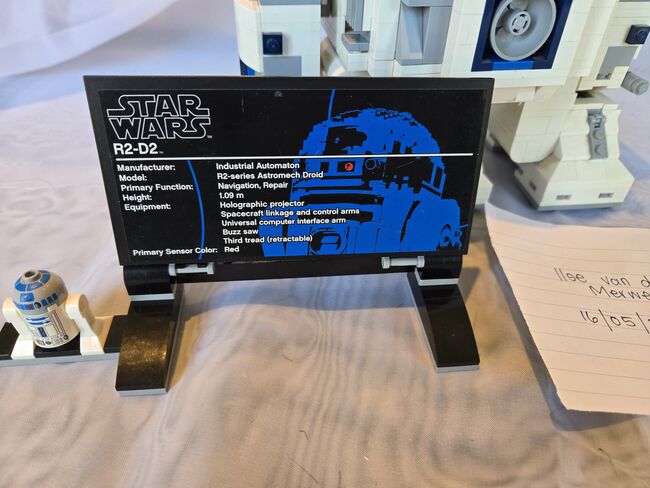 STAR
WARS™
R2-D2™
Manufacturer: Industrial Automaton
Model: R2-series Astromech Droid
Primary Function: Navigation, Repair
Height: 1.09 m
Equipment: Holographic projector
Spacecraft linkage and control arms
Universal computer interface arm
Buzz saw
Third tread (retractable)
Primary Sensor Color: Red
Ilse van d
Merwe
16/05/